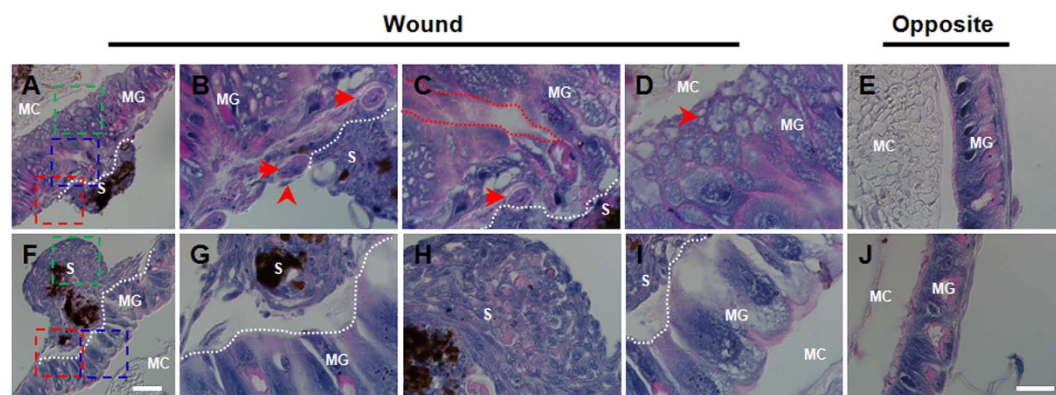 Wound Opposite
A B C D E
MC MG MG MG MC MG MC MG
S S S
F G H I J
S MG MC S MG S S MG MC MC MG